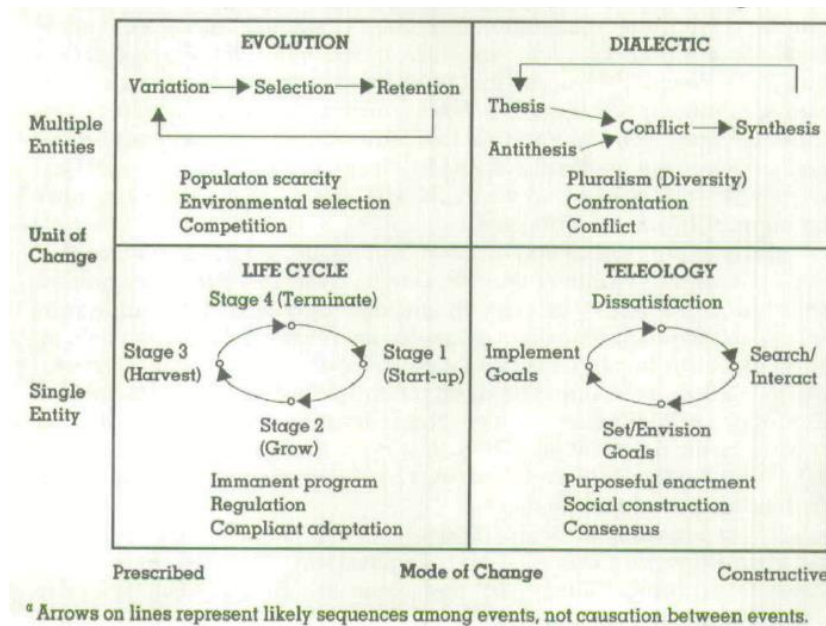 EVOLUTION
Variation Selection Retention
Populaton scarcity
Environmental selection
Competition
DIALECTIC
Thesis
Antithesis
Conflict Synthesis
Pluralism (Diversity)
Confrontation
Conflict
Multiple
Entities
Unit of
Change
Single
Entity
LIFE CYCLE
Stage 4 (Terminate)
Stage 3
(Harvest)
Stage 1
(Start-up)
Stage 2
(Grow)
Immanent program
Regulation
Compliant adaptation
TELEOLOGY
Dissatisfaction
Implement
Goals
Search/
Interact
Set/Envision
Goals
Purposeful enactment
Social construction
Consensus
Prescribed Mode of Change Constructive
a Arrows on lines represent likely sequences among events, not causation between events.